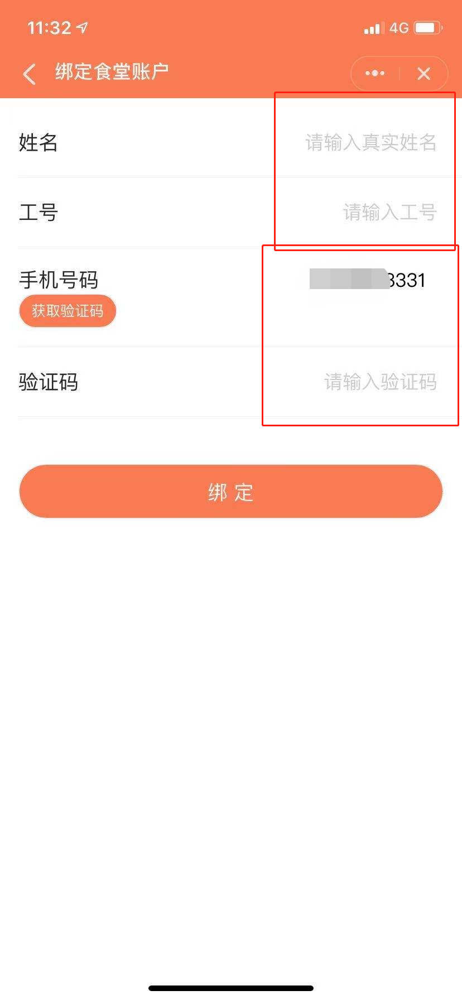 11:32 4G
绑定食堂账户
姓名 请输入真实姓名
工号 请输入工号
手机号码 3331
获取验证码
验证码 请输入验证码
绑 定